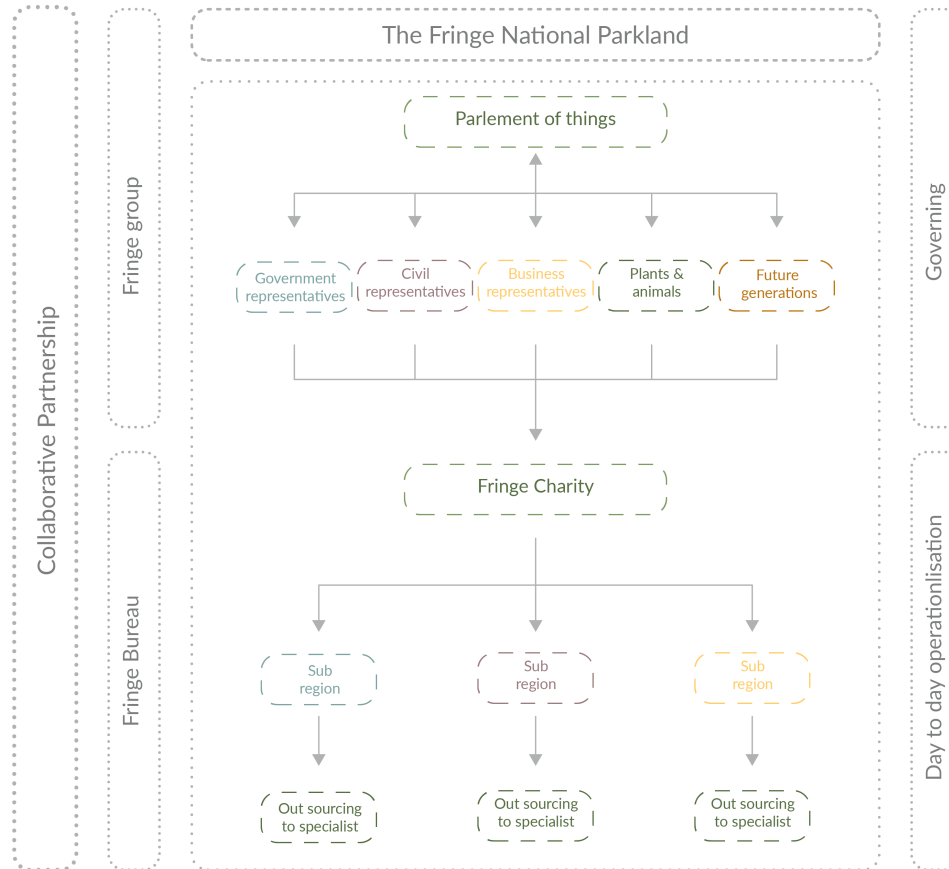 The Fringe National Parkland
Collaborative Partnership
Fringe group
Governing
Parlement of things
Government
representatives
Civil
representatives
Business
representatives
Plants &
animals
Future
generations
Fringe Charity
Fringe Bureau
Day to day operationlisation
Sub
region
Sub
region
Sub
region
Out sourcing
to specialist
Out sourcing
to specialist
Out sourcing
to specialist